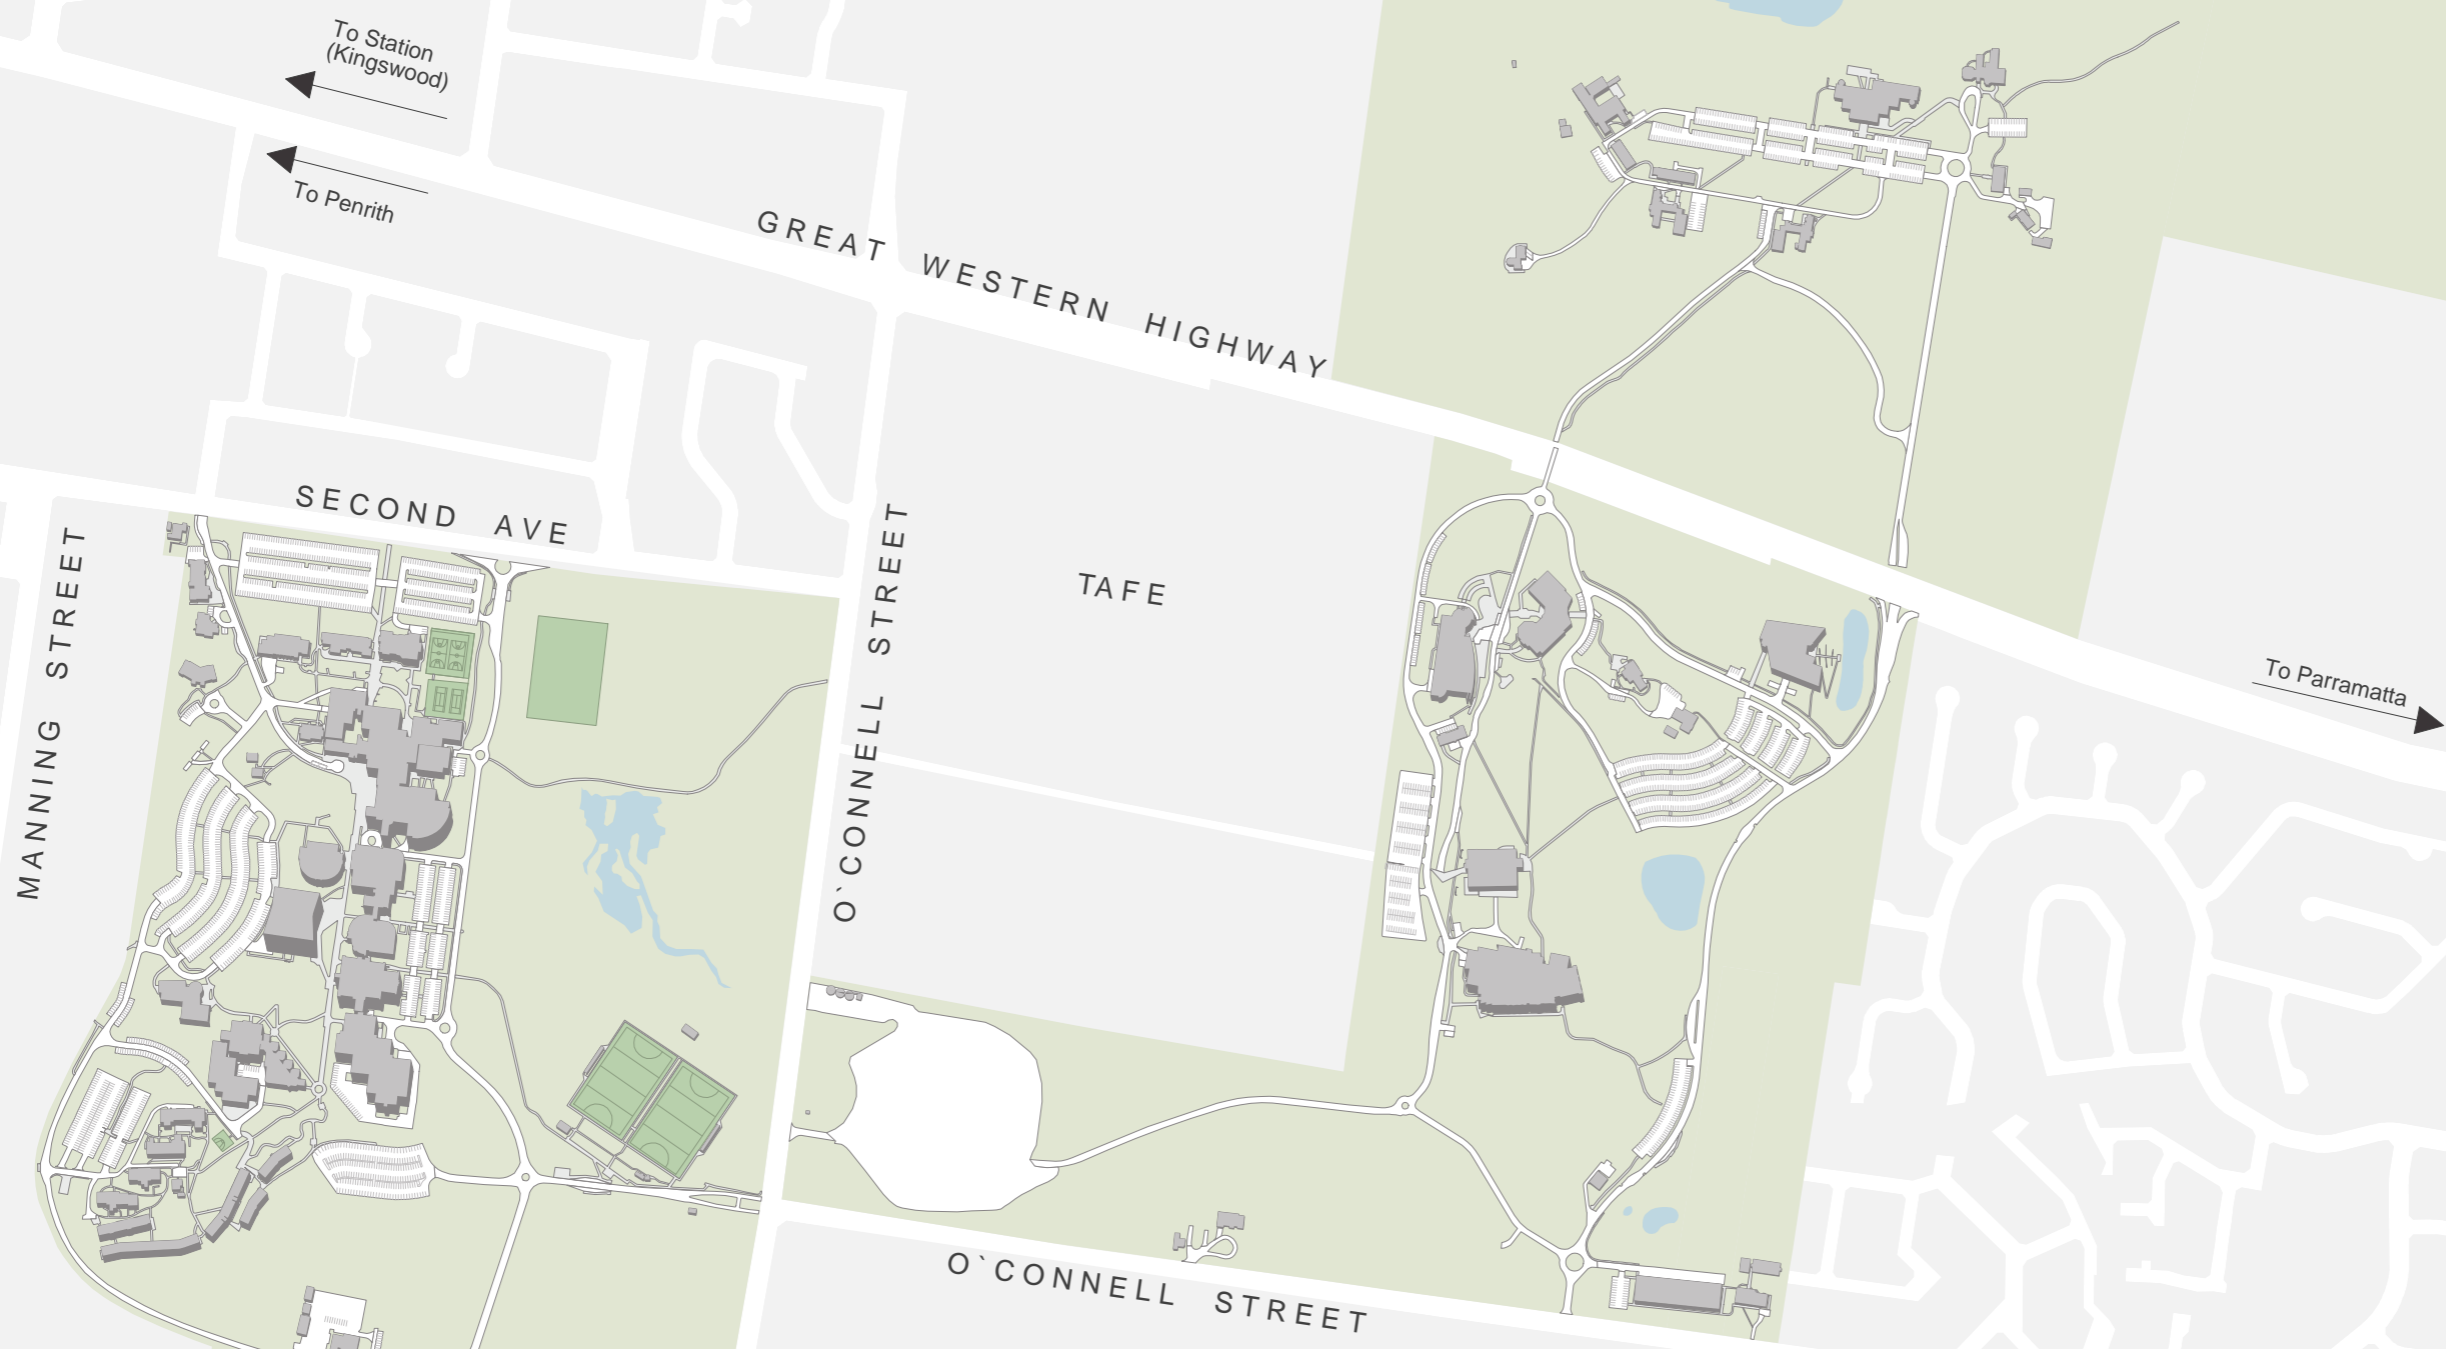 To Station
(Kingswood)
To Penrith
GREAT WESTERN HIGHWAY
SECOND AVE
MANNING STREET
O`CONNELL STREET
TAFE
To Parramatta
O`CONNELL STREET